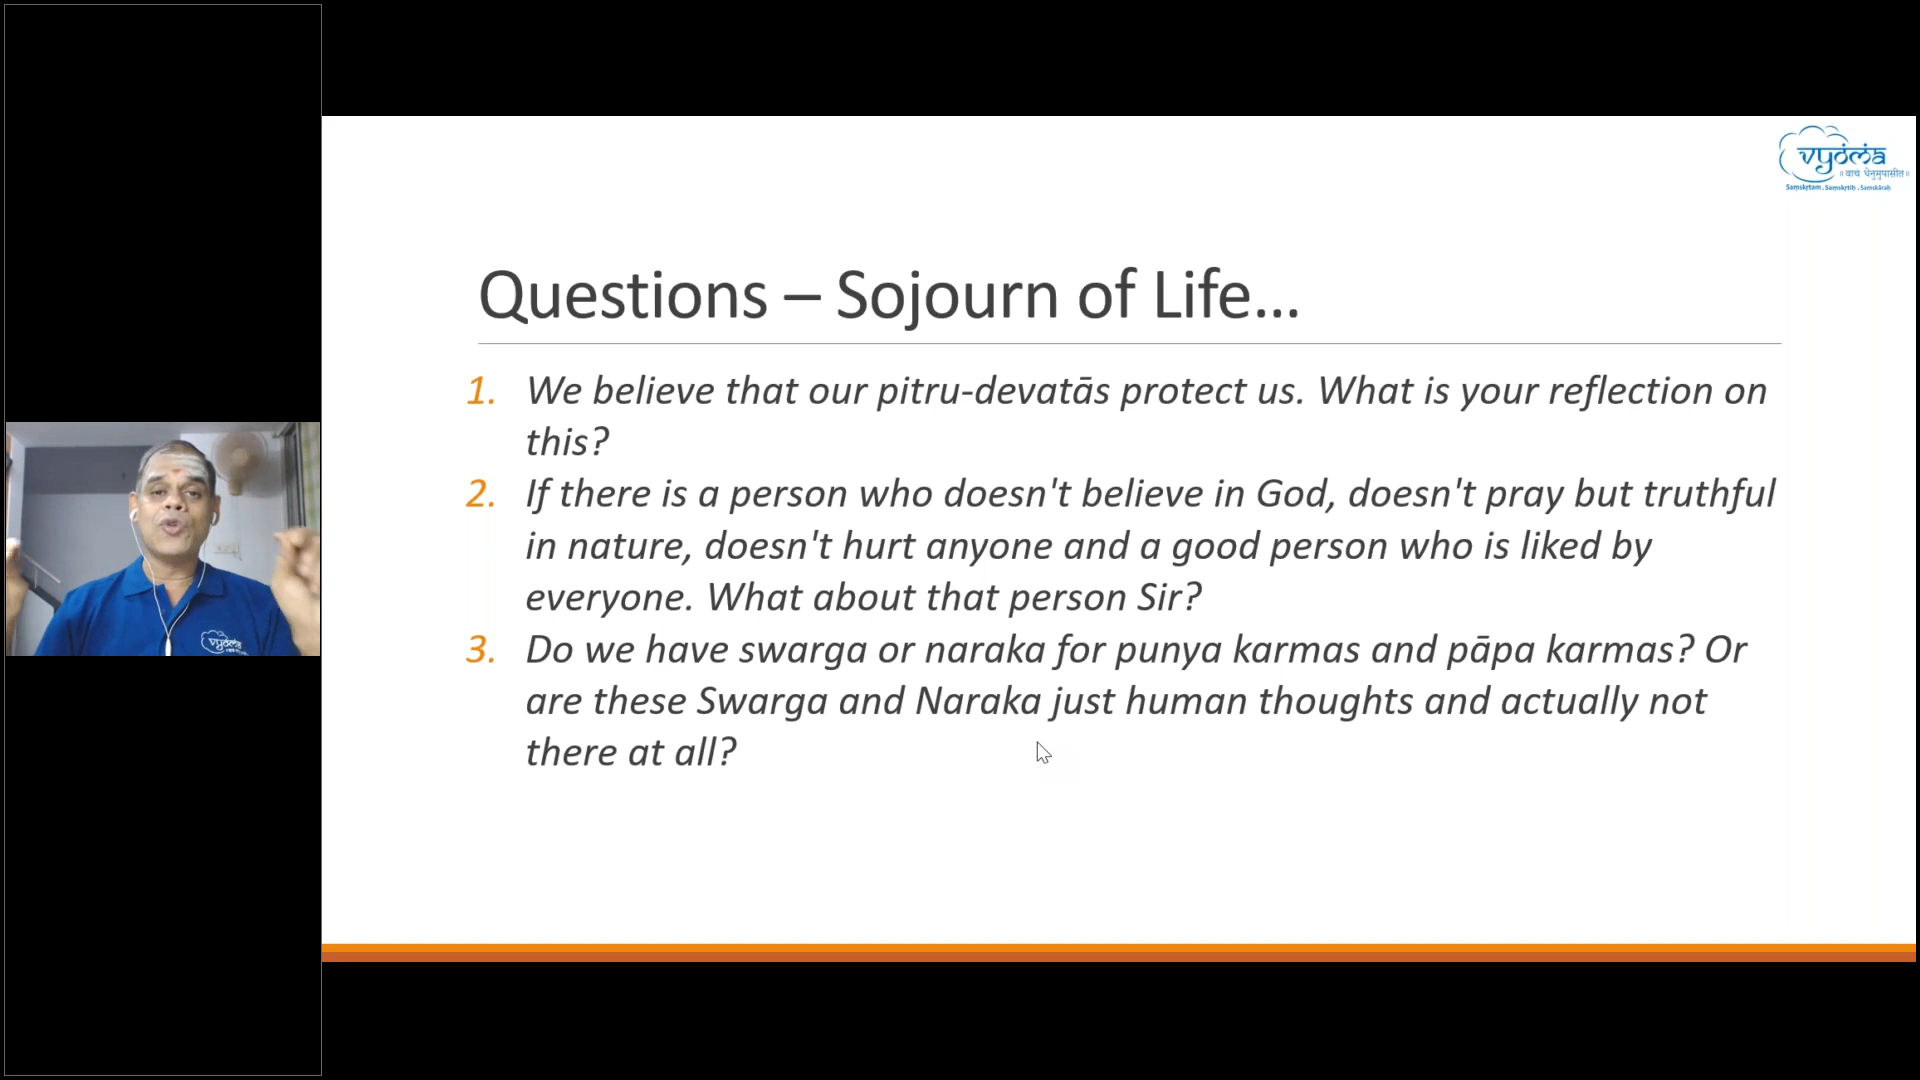 vyoma
॥ वाचं धेनुमुपासीत॥
Saṃskṛtam . Saṃskṛtiḥ . Saṃskāraḥ
Questions – Sojourn of Life...
1. We believe that our pitru-devatās protect us. What is your reflection on
this?
2. If there is a person who doesn't believe in God, doesn't pray but truthful
in nature, doesn't hurt anyone and a good person who is liked by
everyone. What about that person Sir?
3. Do we have swarga or naraka for punya karmas and pāpa karmas? Or
are these Swarga and Naraka just human thoughts and actually not
there at all?
vyoma